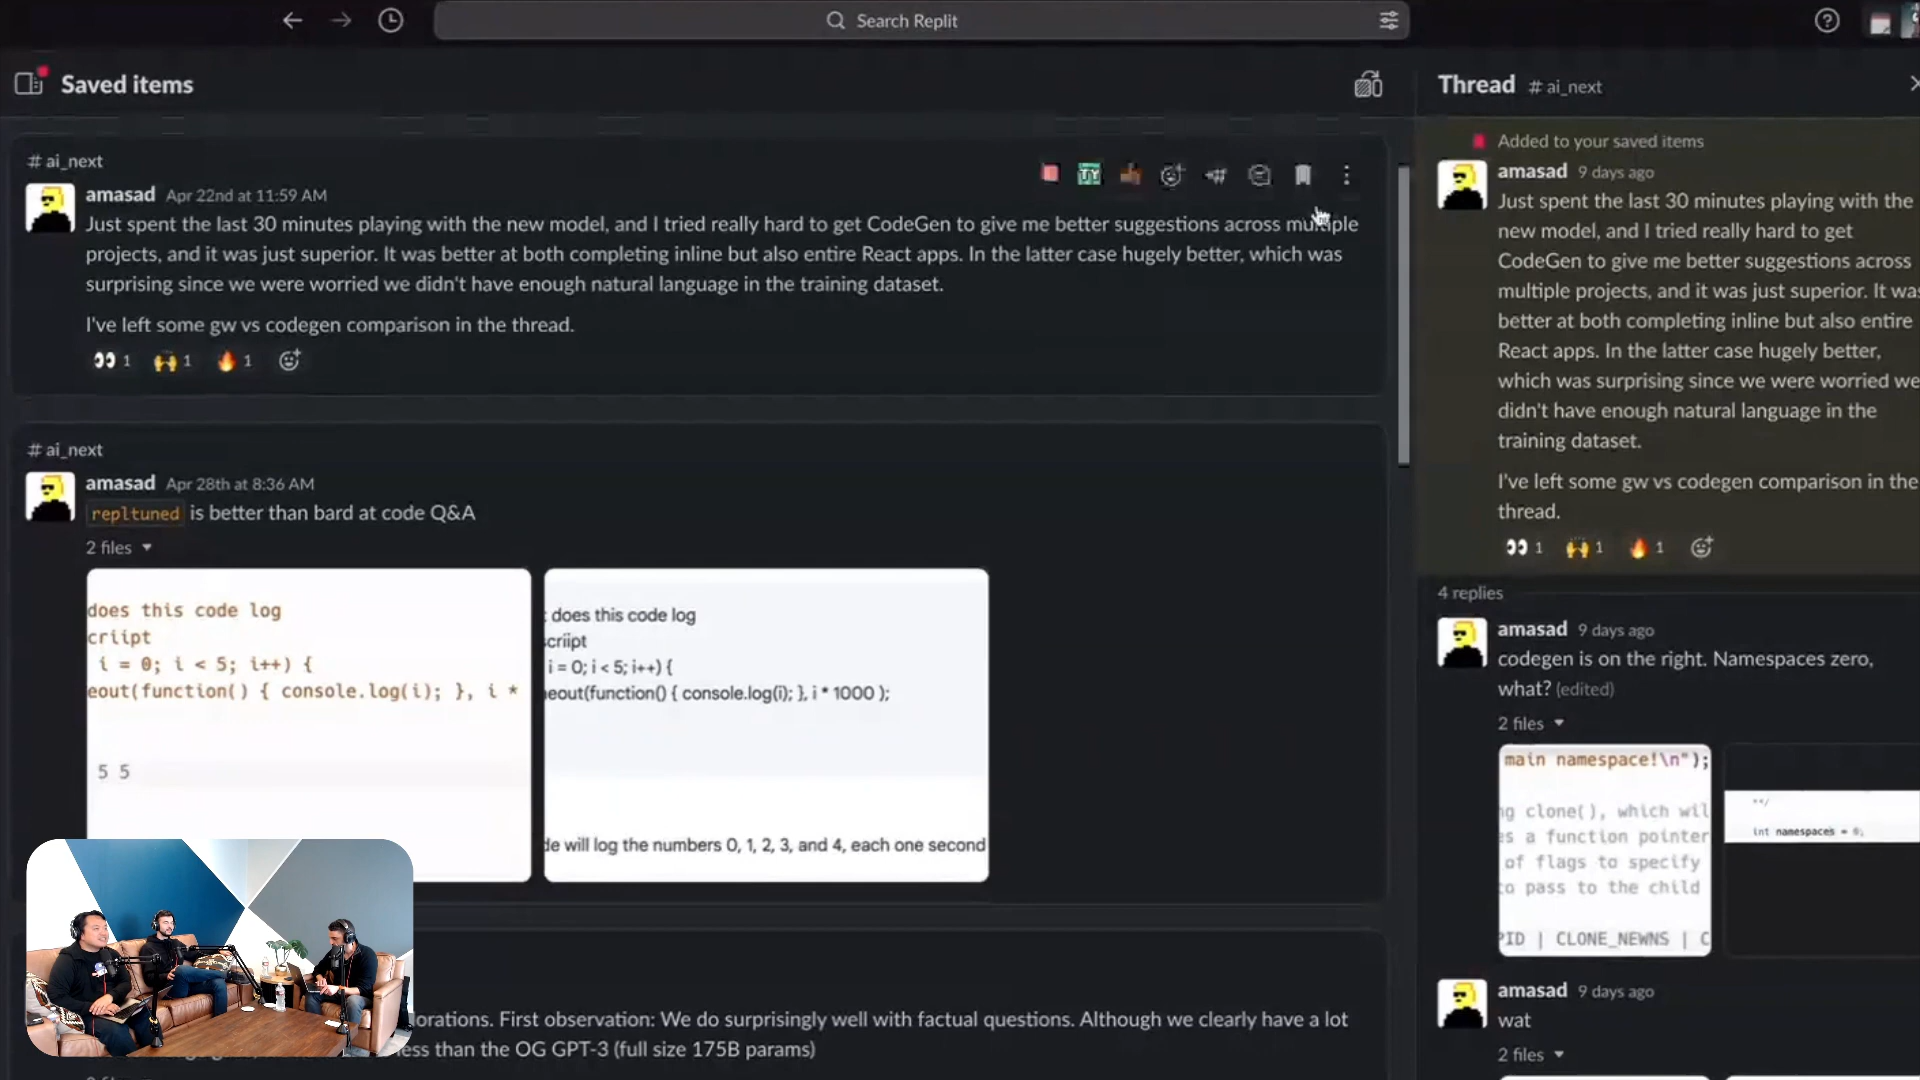 Search Replit
Saved items
# ai_next
amasad Apr 22nd at 11:59 AM
Just spent the last 30 minutes playing with the new model, and I tried really hard to get CodeGen to give me better suggestions across multiple
projects, and it was just superior. It was better at both completing inline but also entire React apps. In the latter case hugely better, which was
surprising since we were worried we didn't have enough natural language in the training dataset.
I've left some gw vs codegen comparison in the thread.
1 1 1
# ai_next
amasad Apr 28th at 8:36 AM
repltuned is better than bard at code Q&A
2 files
does this code log
criipt
i = 0; i < 5; i++) {
eout(function() { console.log(i); }, i *
5 5
does this code log
scriipt
i = 0; i < 5; i++) {
eout(function() { console.log(i); }, i * 1000 );
de will log the numbers 0, 1, 2, 3, and 4, each one second
orations. First observation: We do surprisingly well with factual questions. Although we clearly have a lot
less than the OG GPT-3 (full size 175B params)
Thread # ai_next
Added to your saved items
amasad 9 days ago
Just spent the last 30 minutes playing with the
new model, and I tried really hard to get
CodeGen to give me better suggestions across
multiple projects, and it was just superior. It was
better at both completing inline but also entire
React apps. In the latter case hugely better,
which was surprising since we were worried we
didn't have enough natural language in the
training dataset.
I've left some gw vs codegen comparison in the
thread.
1 1 1
4 replies
amasad 9 days ago
codegen is on the right. Namespaces zero,
what? (edited)
2 files
main namespace!\n");
ng clone(), which wil
es a function pointer
of flags to specify
to pass to the child
PID | CLONE_NEWNS | C
**/
int namespaces = 0;
amasad 9 days ago
wat
2 files